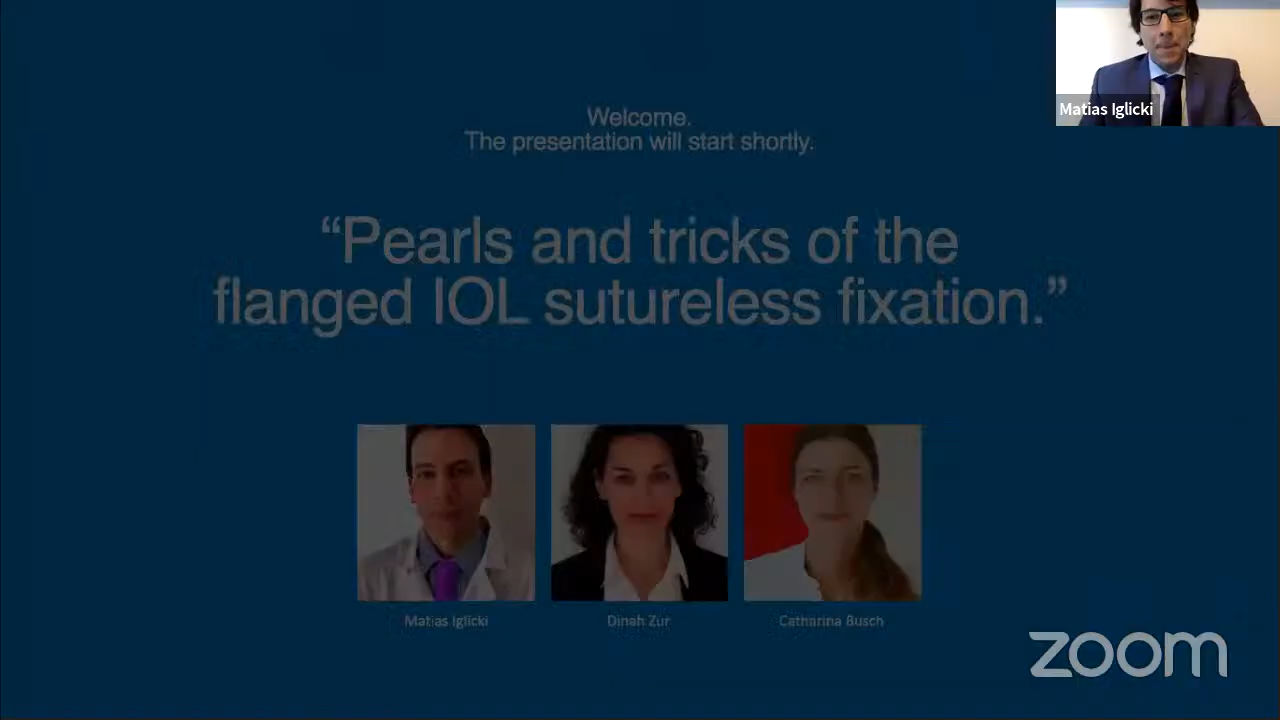 Matias Iglicki
Welcome.
The presentation will start shortly.
“Pearls and tricks of the
flanged IOL sutureless fixation.”
Matias Iglicki
Dinah Zur
Catharina Busch
zoom